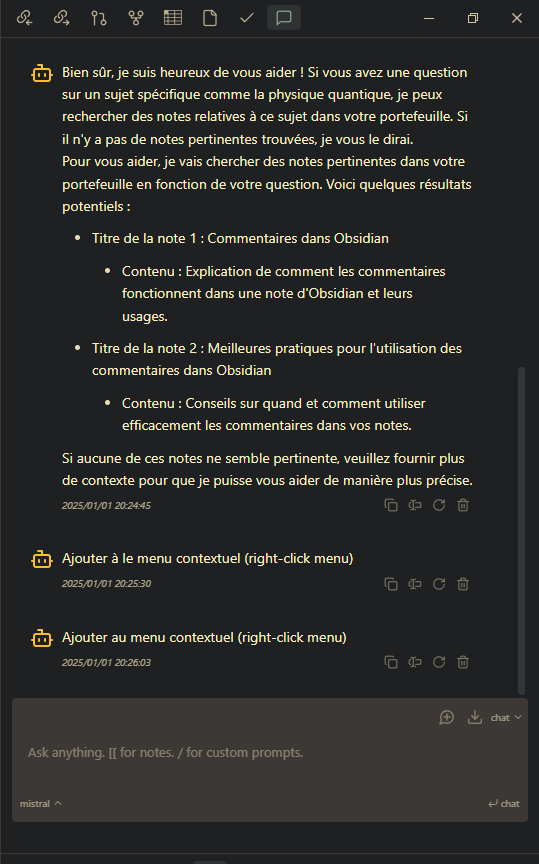 Bien sûr, je suis heureux de vous aider ! Si vous avez une question
sur un sujet spécifique comme la physique quantique, je peux
rechercher des notes relatives à ce sujet dans votre portefeuille. Si
il n'y a pas de notes pertinentes trouvées, je vous le dirai.
Pour vous aider, je vais chercher des notes pertinentes dans votre
portefeuille en fonction de votre question. Voici quelques résultats
potentiels :
• Titre de la note 1 : Commentaires dans Obsidian
• Contenu : Explication de comment les commentaires
fonctionnent dans une note d'Obsidian et leurs
usages.
• Titre de la note 2 : Meilleures pratiques pour l'utilisation des
commentaires dans Obsidian
• Contenu : Conseils sur quand et comment utiliser
efficacement les commentaires dans vos notes.
Si aucune de ces notes ne semble pertinente, veuillez fournir plus
de contexte pour que je puisse vous aider de manière plus précise.
2025/01/01 20:24:45
Ajouter à le menu contextuel (right-click menu)
2025/01/01 20:25:30
Ajouter au menu contextuel (right-click menu)
2025/01/01 20:26:03
chat
Ask anything. [[ for notes. / for custom prompts.
mistral
chat